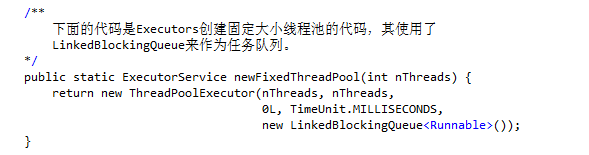 /**
下面的代码是Executors创建固定大小线程池的代码，其使用了
LinkedBlockingQueue来作为任务队列。
*/
public static ExecutorService newFixedThreadPool(int nThreads) {
return new ThreadPoolExecutor(nThreads, nThreads,
0L, TimeUnit.MILLISECONDS,
new LinkedBlockingQueue<Runnable>());
}